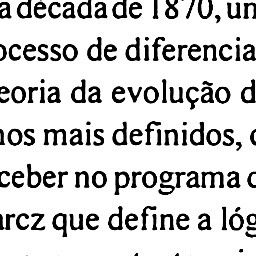 a década de 1870, un
ocesso de diferencia
eoria da evolução d
nos mais definidos, 
ceber no programa 
arcz que define a lóg